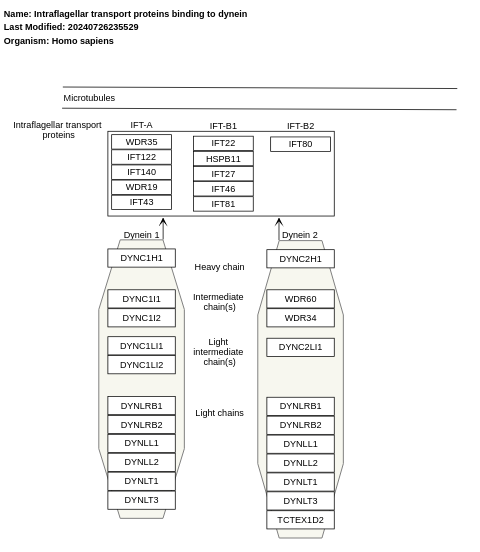 Name: Intraflagellar transport proteins binding to dynein
Last Modified: 20240726235529
Organism: Homo sapiens
Microtubules
Intraflagellar transport
proteins
IFT-A
IFT-B1
IFT-B2
WDR35
IFT122
IFT140
WDR19
IFT43
IFT22
HSPB11
IFT27
IFT46
IFT81
IFT80
Dynein 1
Dynein 2
DYNC1H1
Heavy chain
DYNC2H1
DYNC1I1
DYNC1I2
Intermediate
chain(s)
WDR60
WDR34
DYNC1LI1
DYNC1LI2
Light
intermediate
chain(s)
DYNC2LI1
Light chains
DYNLRB1
DYNLRB2
DYNLL1
DYNLL2
DYNLT1
DYNLT3
DYNLRB1
DYNLRB2
DYNLL1
DYNLL2
DYNLT1
DYNLT3
TCTEX1D2